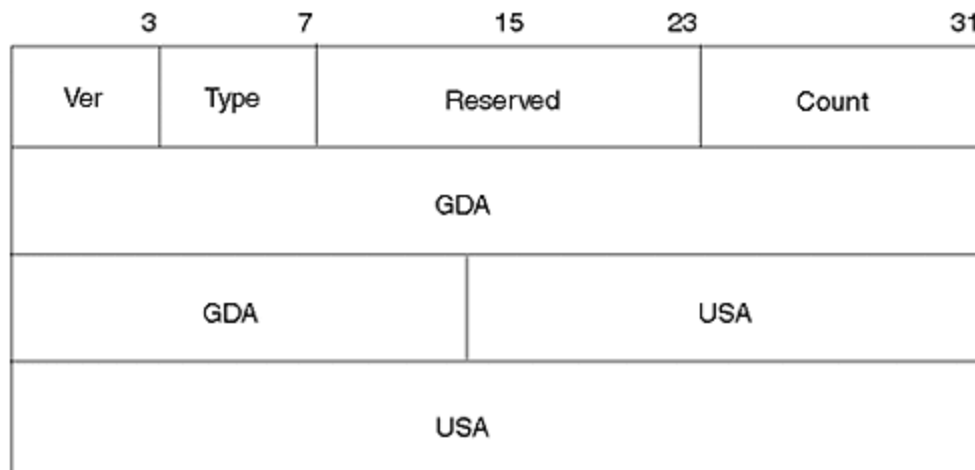 3 7 15 23 31
Ver Type Reserved Count
GDA
GDA USA
USA